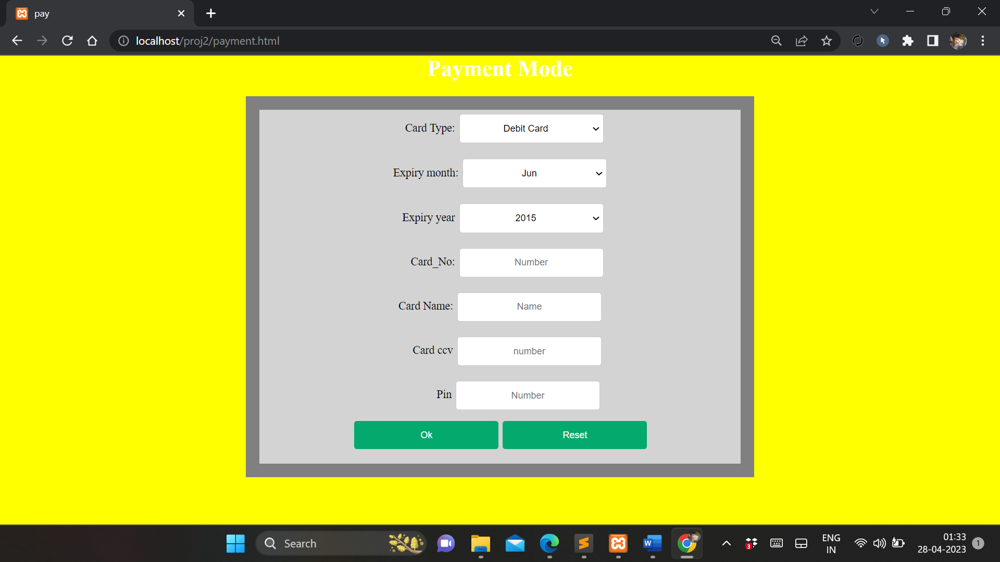 pay
localhost/proj2/payment.html
Payment Mode
Card Type: Debit Card
Expiry month: Jun
Expiry year 2015
Card_No: Number
Card Name: Name
Card ccv number
Pin Number
Ok Reset
Search
3
W
ENG
IN
01:33
28-04-2023
1